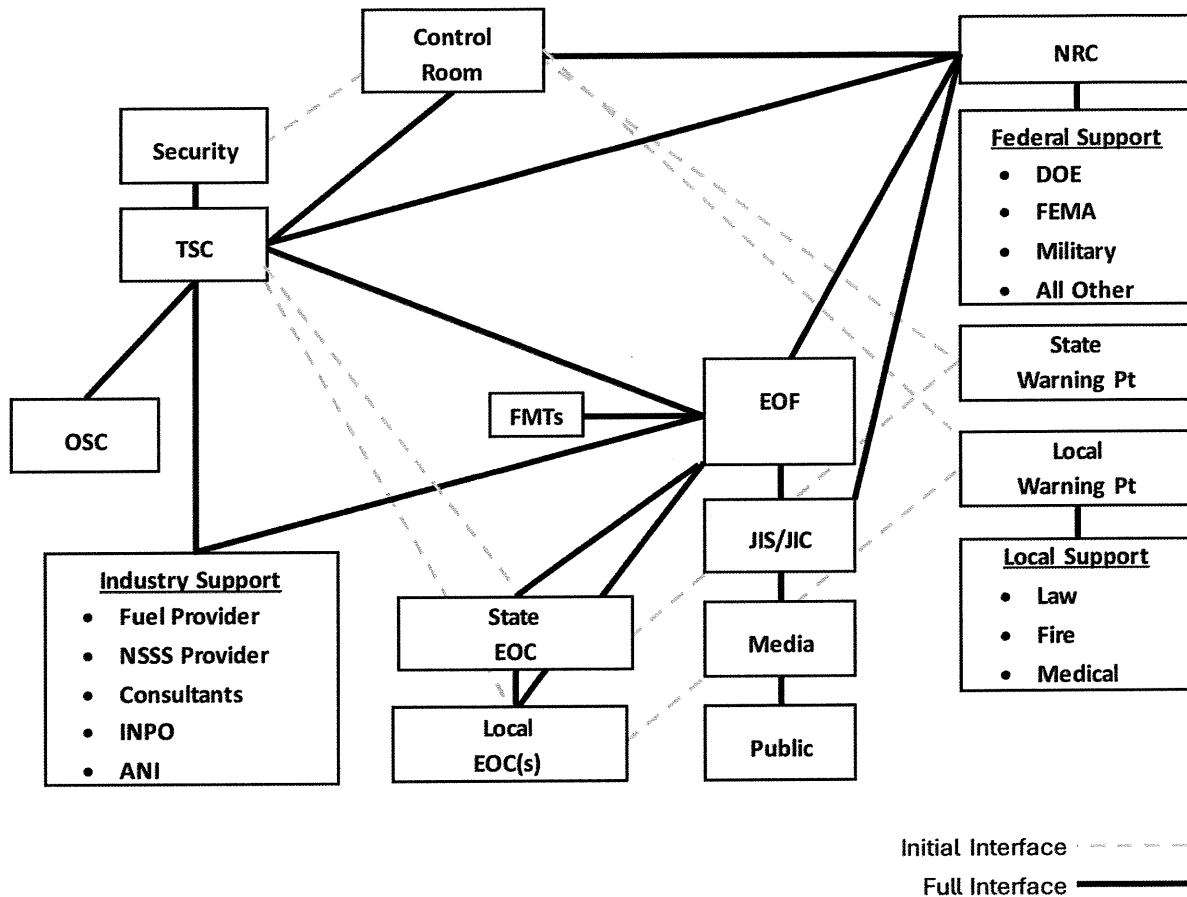 Control
Room
NRC
Security
Federal Support
• DOE
• FEMA
• Military
• All Other
TSC
State
Warning Pt
EOF
FMTs
OSC
Local
Warning Pt
JIS/JIC
Industry Support
• Fuel Provider
• NSSS Provider
• Consultants
• INPO
• ANI
State
EOC
Local Support
• Law
• Fire
• Medical
Media
Local
EOC(s)
Public
Initial Interface
Full Interface